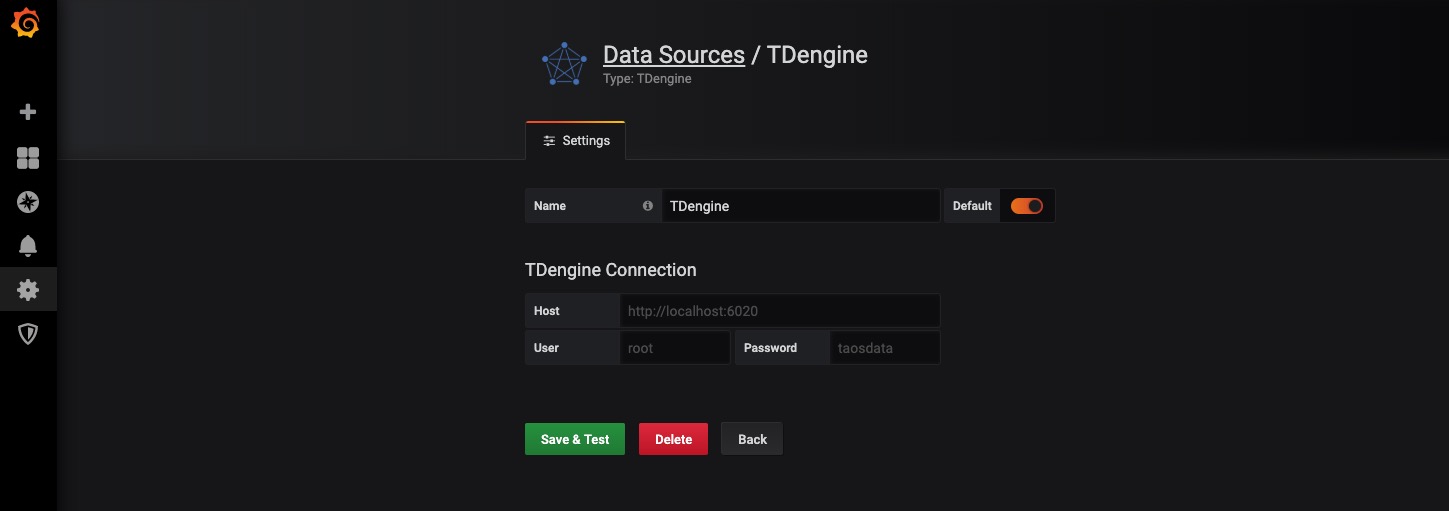 Data Sources / TDengine
Type: TDengine
Settings
Name TDengine Default
TDengine Connection
Host http://localhost:6020
User root Password taosdata
Save & Test Delete Back